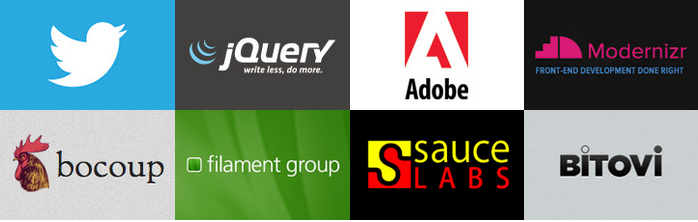 jQuery
write less, do more.
Adobe
Modernizr
FRONT-END DEVELOPMENT DONE RIGHT
bocoup
filament group
S sauce
LABS
BiTOVi